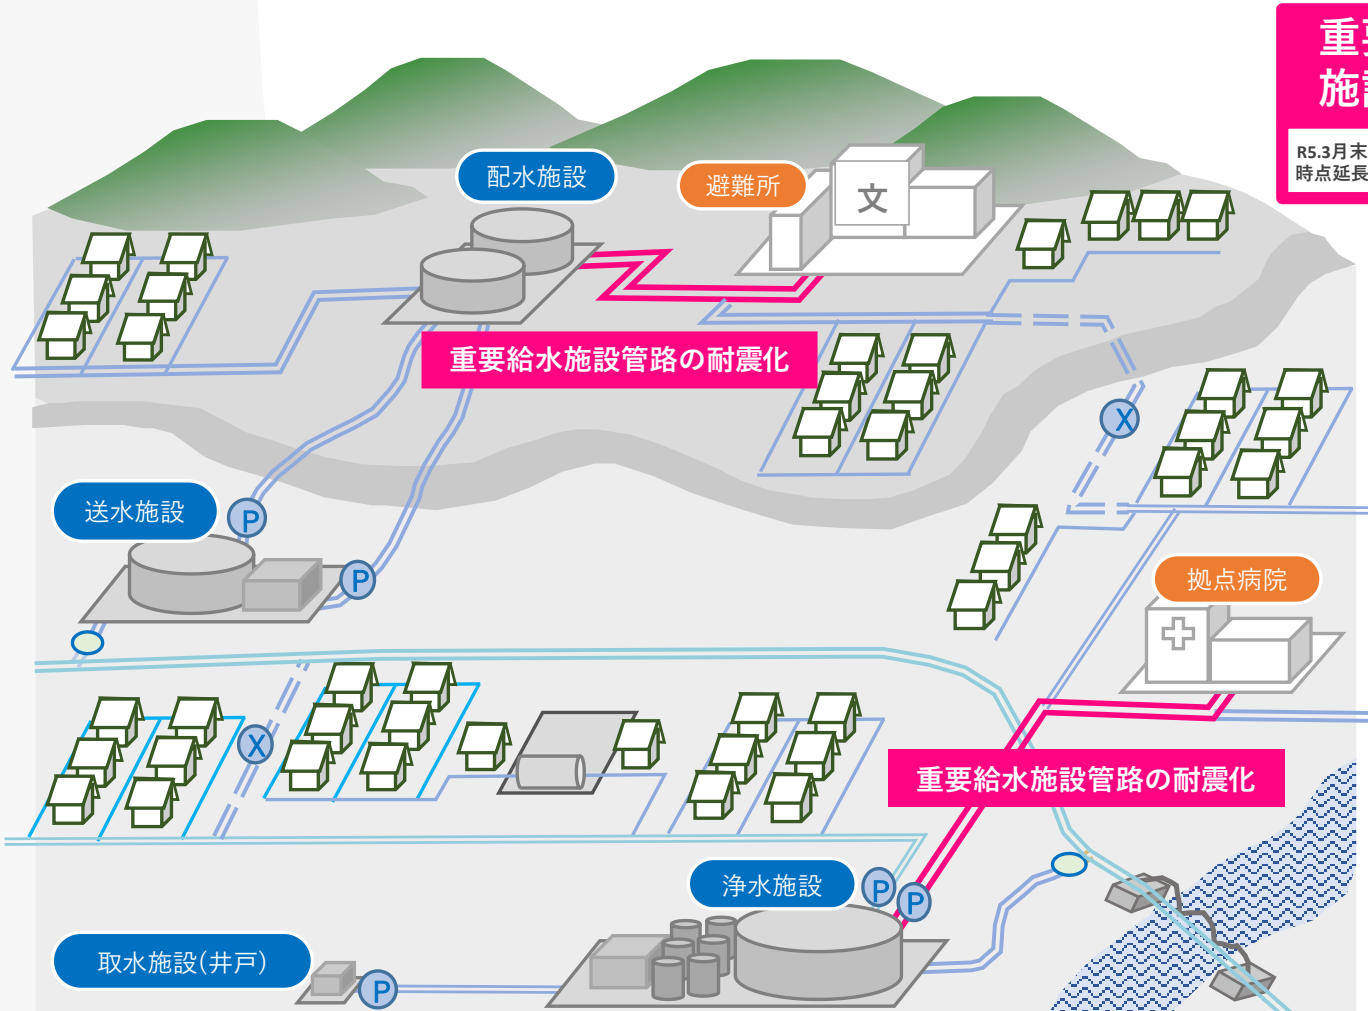 重要
施設
R5.3月末
時点延長
配水施設
避難所
文
重要給水施設管路の耐震化
X
送水施設
P
P
拠点病院
X
重要給水施設管路の耐震化
浄水施設
P
P
取水施設(井戸)
P